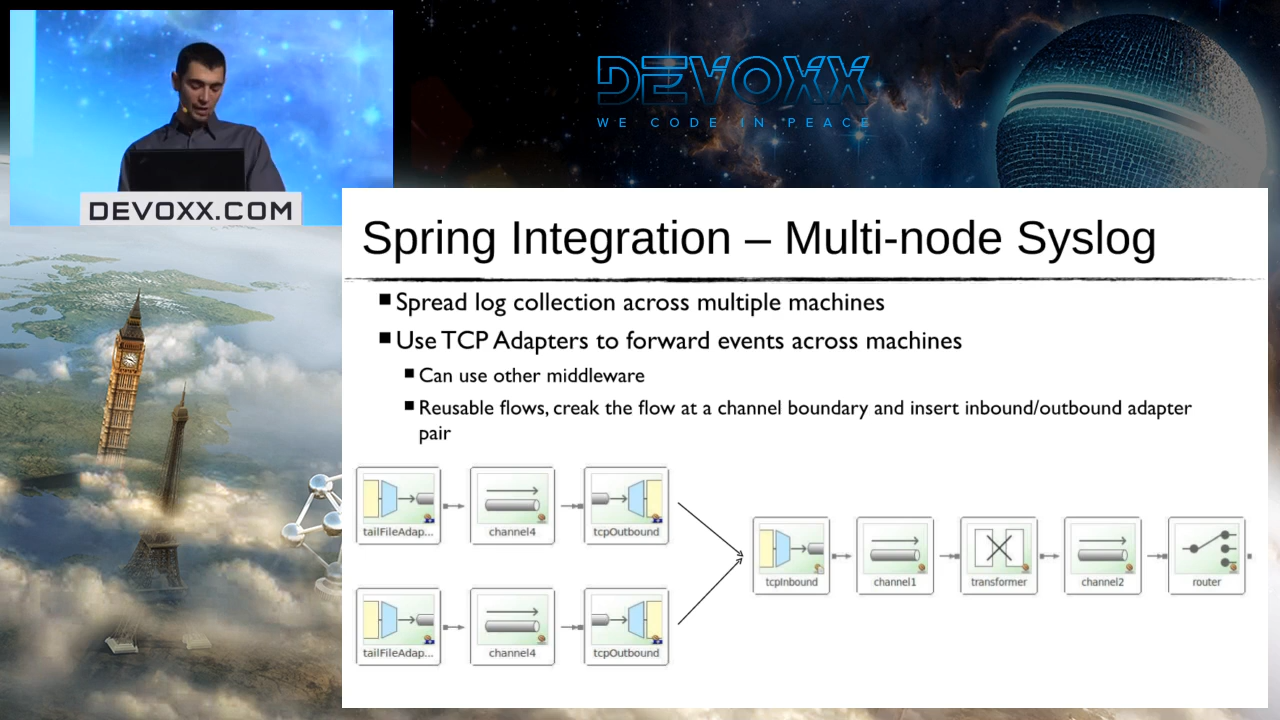 DEVOXX
WE CODE IN PEACE
DEVOXX.COM
Spring Integration – Multi-node Syslog
Spread log collection across multiple machines
Use TCP Adapters to forward events across machines
Can use other middleware
Reusable flows, creak the flow at a channel boundary and insert inbound/outbound adapter
pair
tailFileAdap... channel4 tcpOutbound
tcpInbound channel1 transformer channel2 router
tailFileAdap... channel4 tcpOutbound